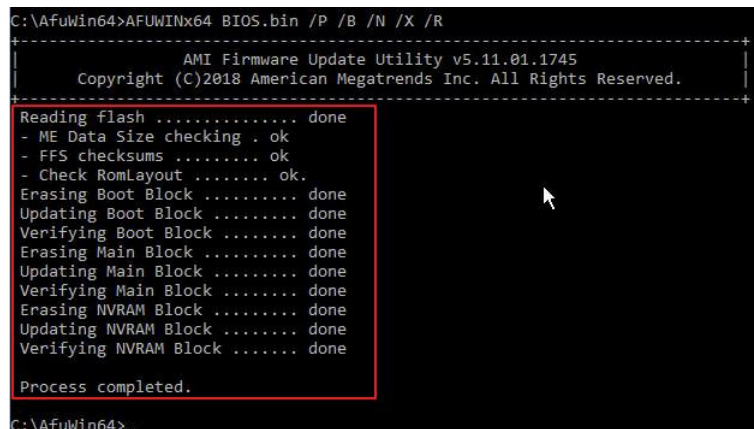 C:\AfuWin64>AFUWINx64 BIOS.bin /P /B /N /X /R
AMI Firmware Update Utility v5.11.01.1745
Copyright (C)2018 American Megatrends Inc. All Rights Reserved.
Reading flash ............... done
- ME Data Size checking . ok
- FFS checksums ......... ok
- Check RomLayout ........ ok.
Erasing Boot Block .......... done
Updating Boot Block ......... done
Verifying Boot Block ........ done
Erasing Main Block .......... done
Updating Main Block ......... done
Verifying Main Block ........ done
Erasing NVRAM Block ......... done
Updating NVRAM Block ........ done
Verifying NVRAM Block ....... done
Process completed.
C:\AfuWin64>